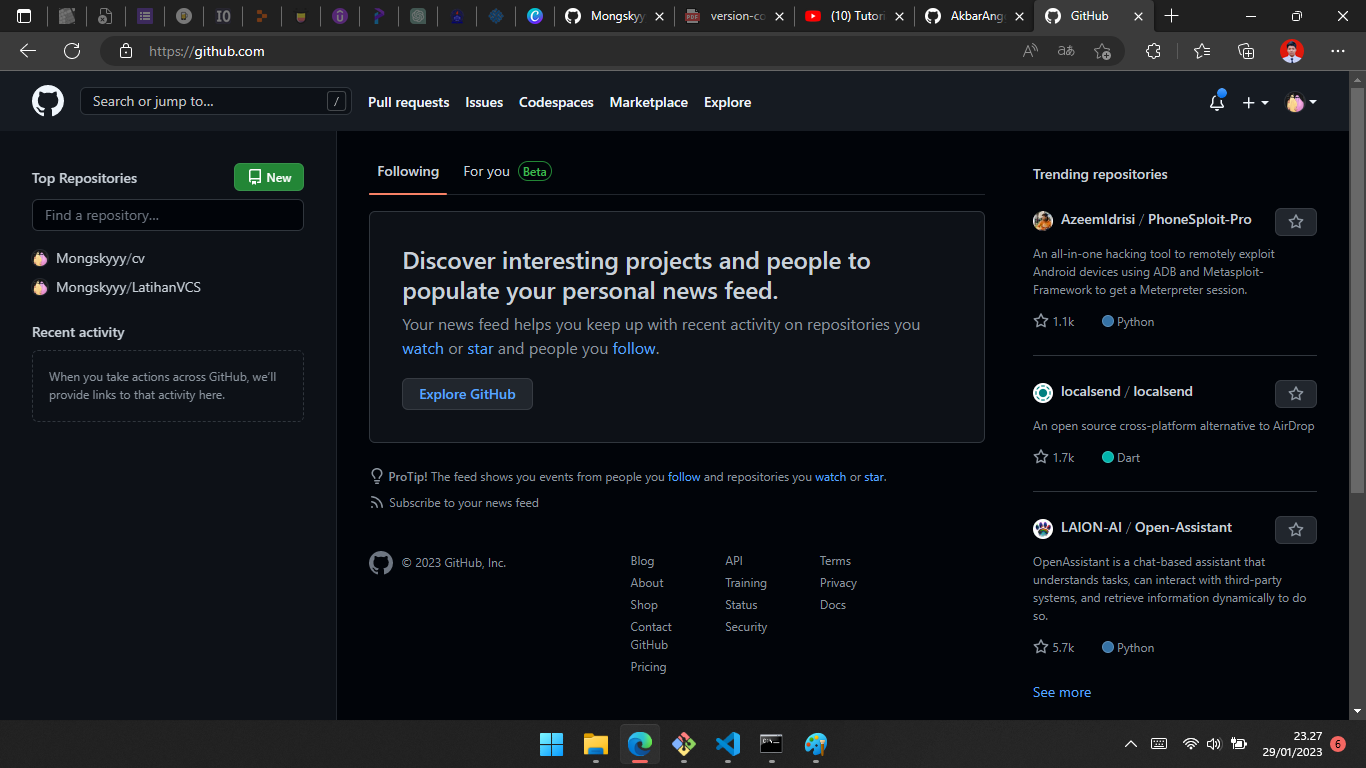 IO
Mongskyy
version-co
(10) Tutori
AkbarAng
GitHub
https://github.com
Search or jump to...
/
Pull requests
Issues
Codespaces
Marketplace
Explore
Top Repositories
New
Find a repository...
Mongskyyy/cv
Mongskyyy/LatihanVCS
Recent activity
When you take actions across GitHub, we'll
provide links to that activity here.
Following
For you
Beta
Discover interesting projects and people to
populate your personal news feed.
Your news feed helps you keep up with recent activity on repositories you
watch or star and people you follow.
Explore GitHub
ProTip! The feed shows you events from people you follow and repositories you watch or star.
Subscribe to your news feed
© 2023 GitHub, Inc.
Blog
About
Shop
Contact
GitHub
Pricing
API
Training
Status
Security
Terms
Privacy
Docs
Trending repositories
AzeemIdrisi / PhoneSploit-Pro
An all-in-one hacking tool to remotely exploit
Android devices using ADB and Metasploit-
Framework to get a Meterpreter session.
1.1k
Python
localsend / localsend
An open source cross-platform alternative to AirDrop
1.7k
Dart
LAION-AI / Open-Assistant
OpenAssistant is a chat-based assistant that
understands tasks, can interact with third-party
systems, and retrieve information dynamically to do
so.
5.7k
Python
See more
23.27
29/01/2023
6